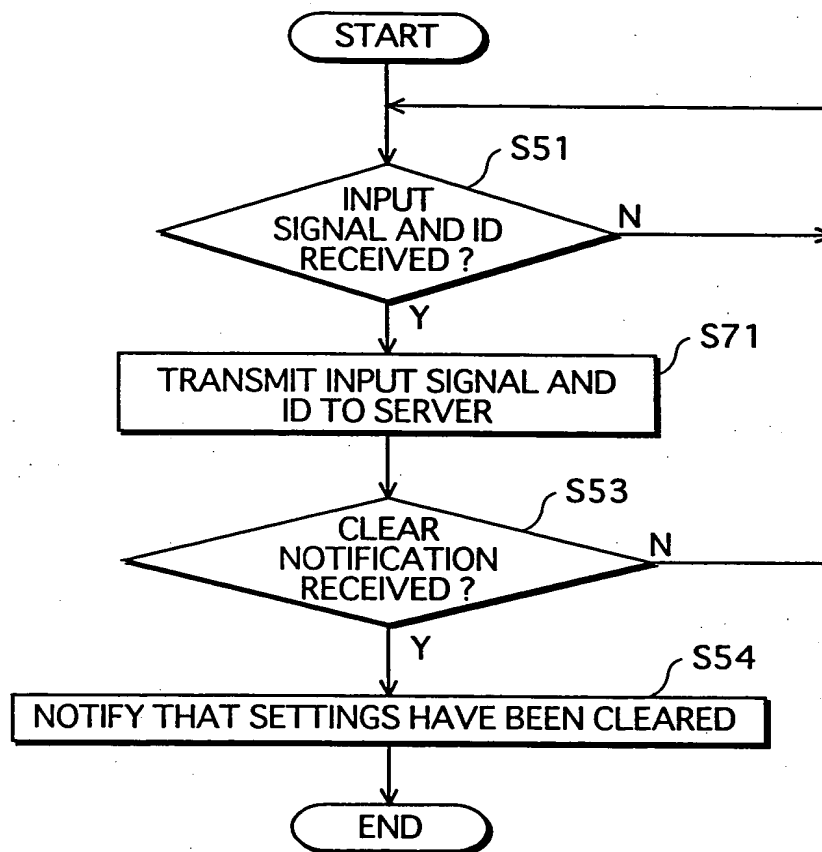 START
S51
INPUT
SIGNAL AND ID
RECEIVED ?
N
Y
S71
TRANSMIT INPUT SIGNAL AND
ID TO SERVER
S53
CLEAR
NOTIFICATION
RECEIVED ?
N
Y
S54
NOTIFY THAT SETTINGS HAVE BEEN CLEARED
END